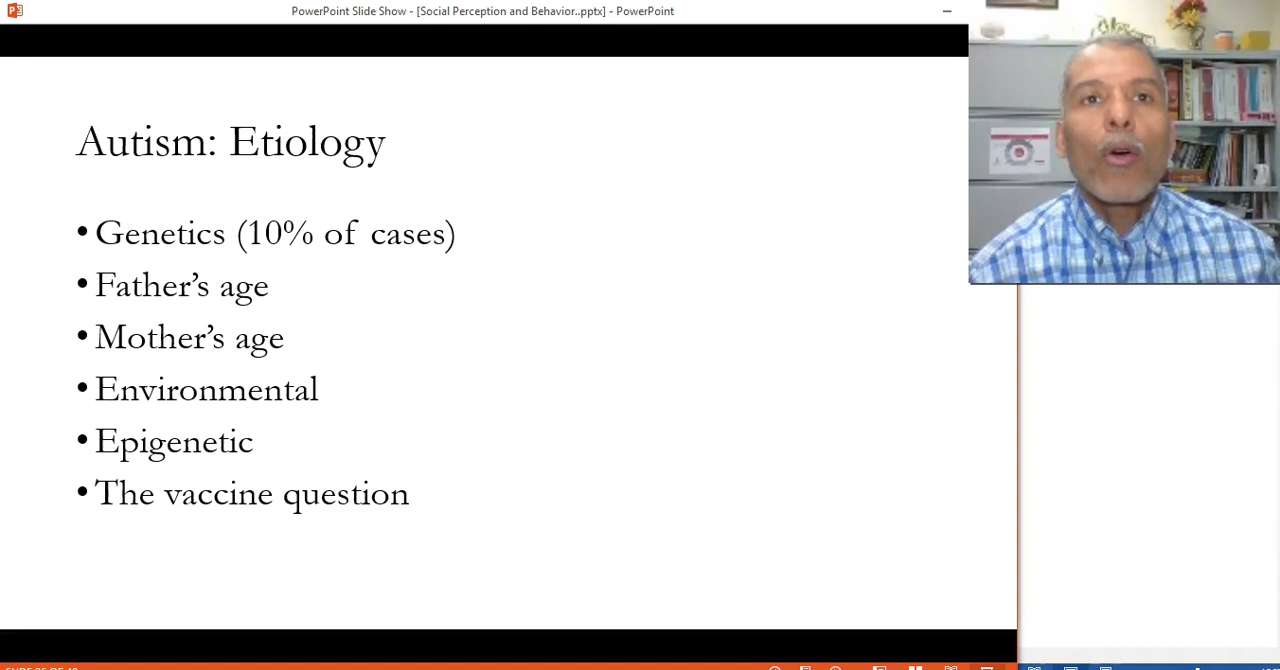 PowerPoint Slide Show - [Social Perception and Behavior..pptx] - PowerPoint
Autism: Etiology
• Genetics (10% of cases)
• Father’s age
• Mother’s age
• Environmental
• Epigenetic
• The vaccine question